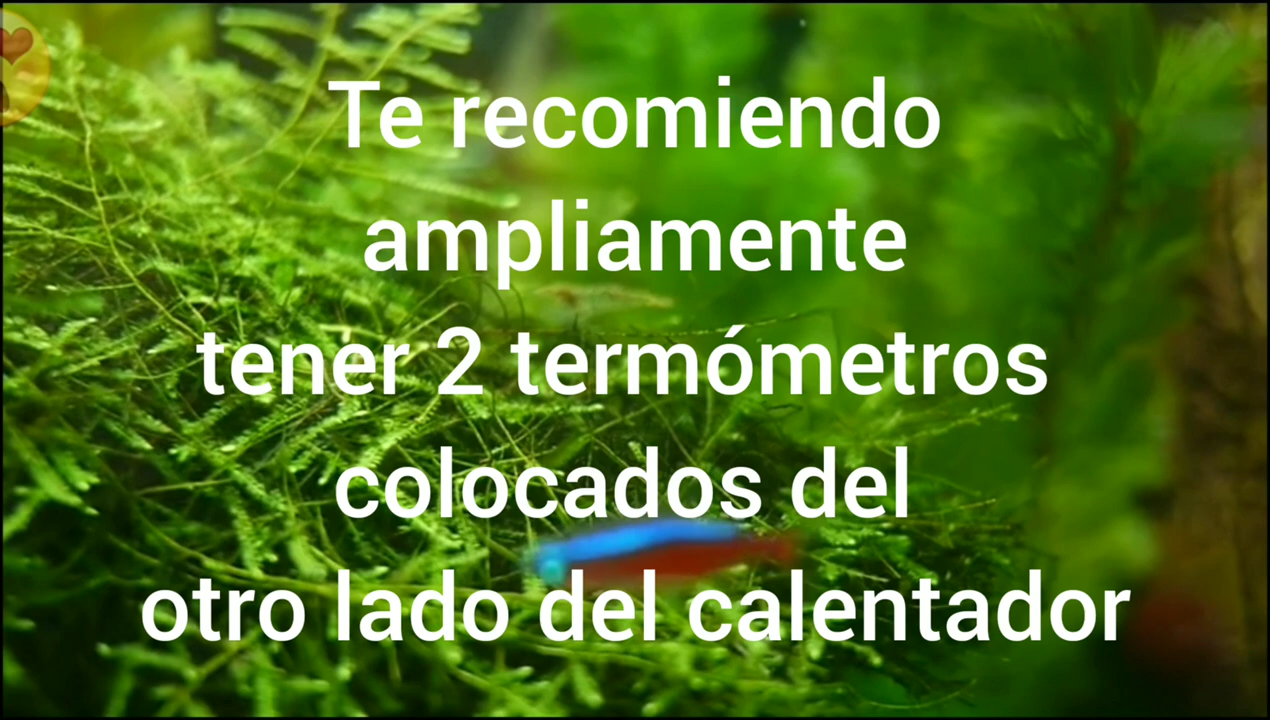 Te recomiendo
ampliamente
tener 2 termómetros
colocados del
otro lado del calentador